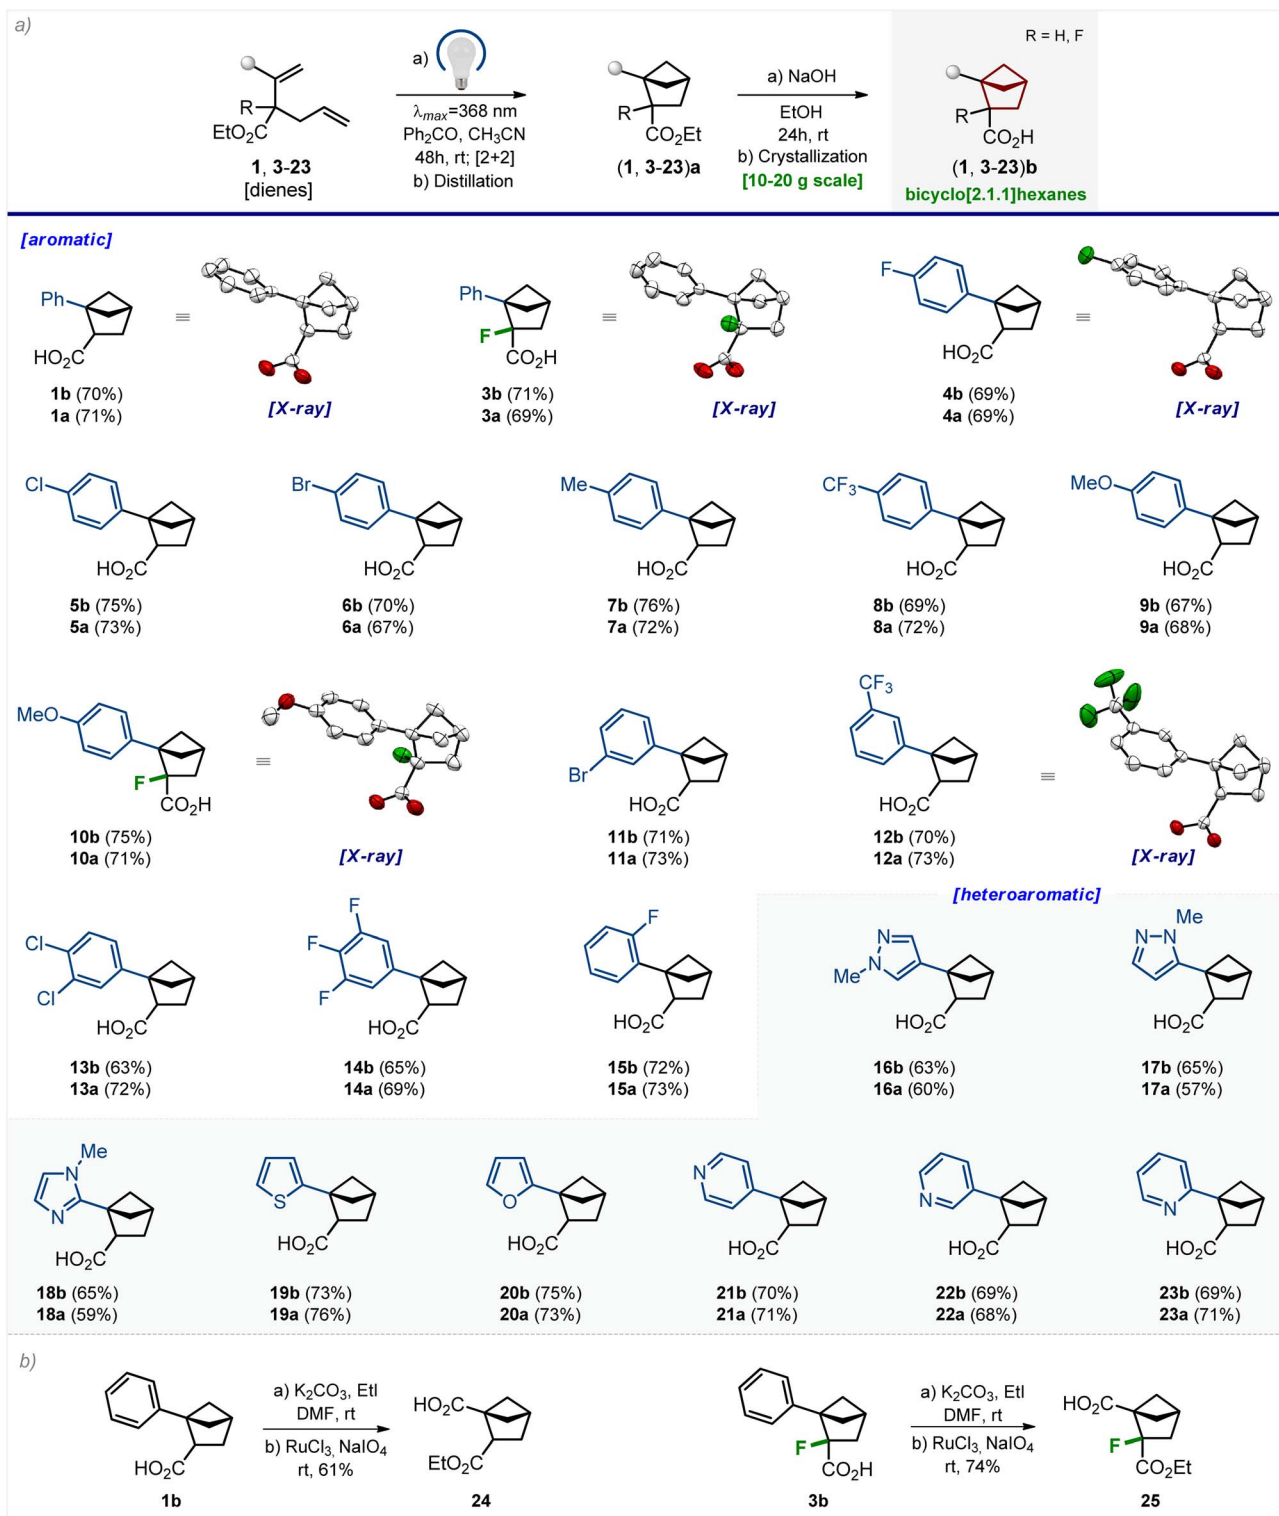 a)
R = H, F
a)
R
EtO₂C
1, 3-23
[dienes]
λmax=368 nm
Ph₂CO, CH₃CN
48h, rt; [2+2]
b) Distillation
R
CO₂Et
(1, 3-23)a
a) NaOH
EtOH
24h, rt
b) Crystallization
[10-20 g scale]
R
CO₂H
(1, 3-23)b
bicyclo[2.1.1]hexanes
[aromatic]
Ph
HO₂C
≡
1b (70%)
1a (71%)
[X-ray]
Ph
F
CO₂H
≡
3b (71%)
3a (69%)
[X-ray]
F
HO₂C
≡
4b (69%)
4a (69%)
[X-ray]
Cl
HO₂C
5b (75%)
5a (73%)
Br
HO₂C
6b (70%)
6a (67%)
Me
HO₂C
7b (76%)
7a (72%)
CF₃
HO₂C
8b (69%)
8a (72%)
MeO
HO₂C
9b (67%)
9a (68%)
MeO
F
CO₂H
≡
10b (75%)
10a (71%)
[X-ray]
Br
HO₂C
11b (71%)
11a (73%)
CF₃
HO₂C
≡
12b (70%)
12a (73%)
[X-ray]
[heteroaromatic]
Cl
Cl
HO₂C
13b (63%)
13a (72%)
F
F
F
HO₂C
14b (65%)
14a (69%)
F
HO₂C
15b (72%)
15a (73%)
N
N
Me
HO₂C
16b (63%)
16a (60%)
Me
N
N
HO₂C
17b (65%)
17a (57%)
Me
N
N
HO₂C
18b (65%)
18a (59%)
S
HO₂C
19b (73%)
19a (76%)
O
HO₂C
20b (75%)
20a (73%)
N
HO₂C
21b (70%)
21a (71%)
N
HO₂C
22b (69%)
22a (68%)
N
HO₂C
23b (69%)
23a (71%)
b)
HO₂C
1b
a) K₂CO₃, EtI
DMF, rt
b) RuCl₃, NaIO₄
rt, 61%
HO₂C
EtO₂C
24
F
CO₂H
3b
a) K₂CO₃, EtI
DMF, rt
b) RuCl₃, NaIO₄
rt, 74%
HO₂C
F
CO₂Et
25